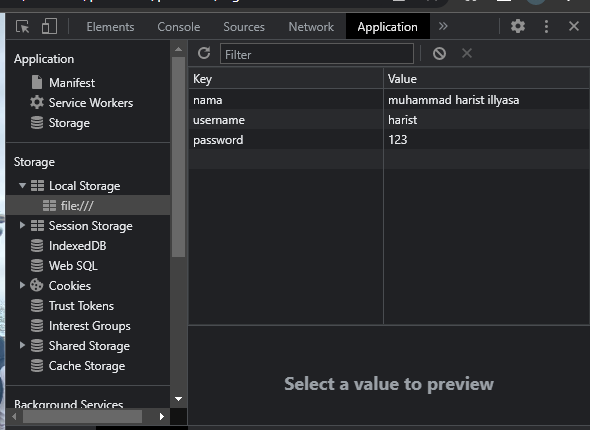 Elements Console Sources Network Application
Application
Manifest
Service Workers
Storage
Storage
Local Storage
file:///
Session Storage
IndexedDB
Web SQL
Cookies
Trust Tokens
Interest Groups
Shared Storage
Cache Storage
Background Services
Filter
Key Value
nama muhammad harist illyasa
username harist
password 123
Select a value to preview